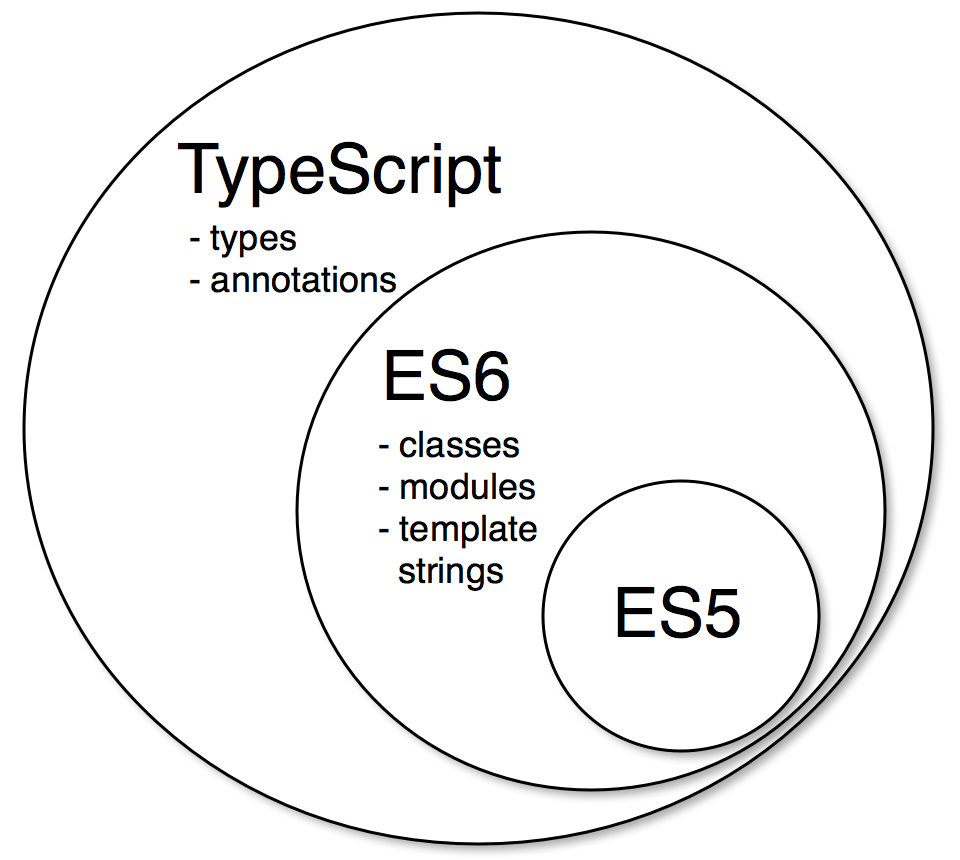 TypeScript
- types
- annotations
ES6
- classes
- modules
- template
strings
ES5